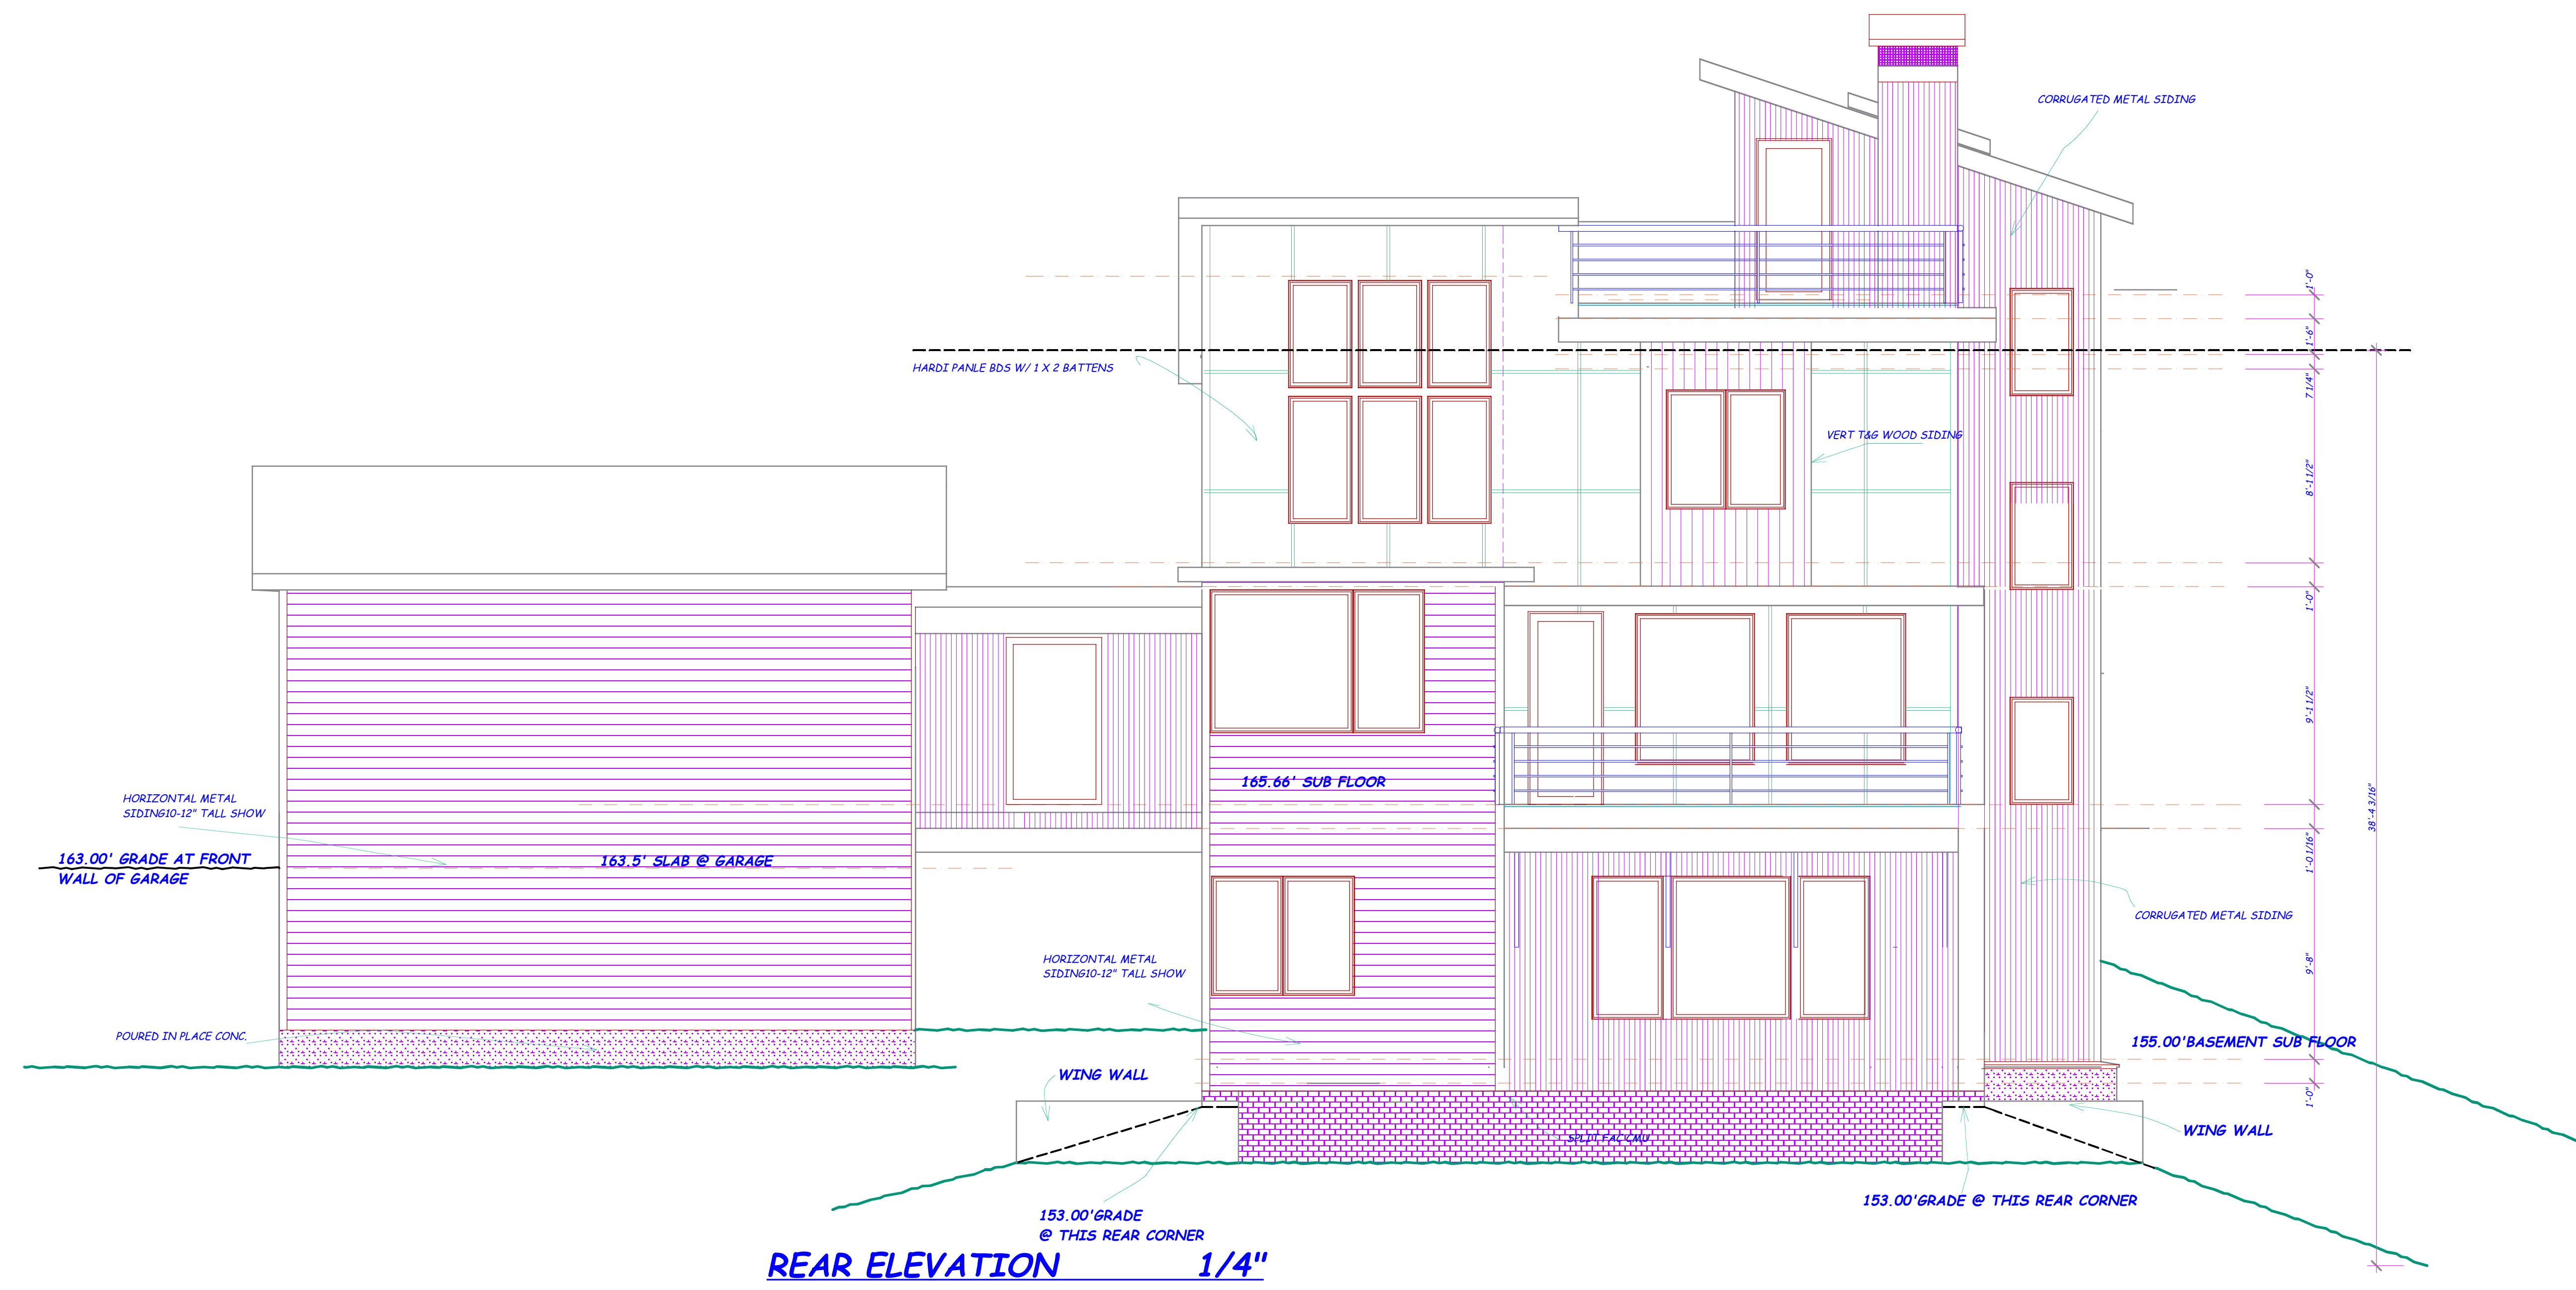 CORRUGATED METAL SIDING
1'-0"
1'-6"
HARDI PANLE BDS W/ 1 X 2 BATTENS
7 1/4"
VERT T&G WOOD SIDING
8'-1 1/2"
1'-0"
9'-1 1/2"
165.66' SUB FLOOR
HORIZONTAL METAL
SIDING10-12" TALL SHOW
38'-4 3/16"
163.00' GRADE AT FRONT
WALL OF GARAGE
163.5' SLAB @ GARAGE
1'-0 1/16"
CORRUGATED METAL SIDING
HORIZONTAL METAL
SIDING10-12" TALL SHOW
9'-8"
POURED IN PLACE CONC.
155.00'BASEMENT SUB FLOOR
WING WALL
1'-0"
WING WALL
SPLIT FAC CMU
153.00'GRADE @ THIS REAR CORNER
153.00'GRADE
@ THIS REAR CORNER
REAR ELEVATION 1/4"